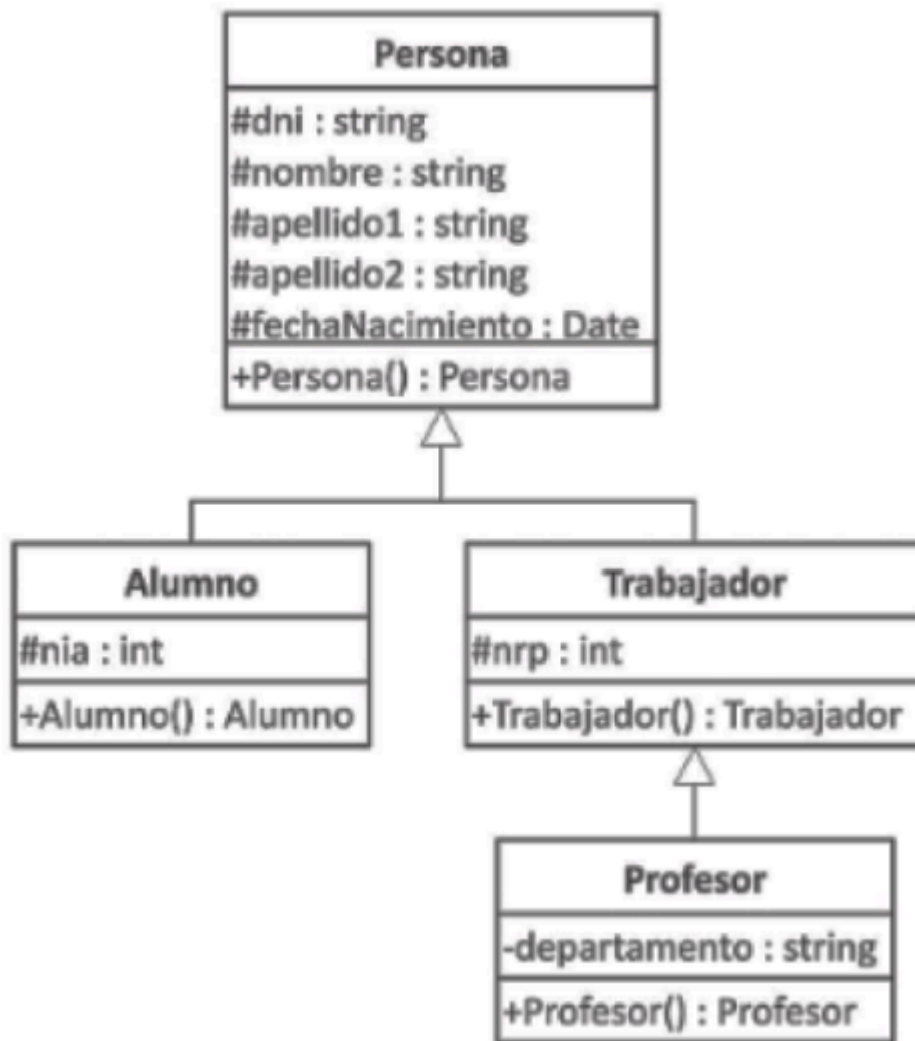 Persona
#dni : string
#nombre : string
#apellido1 : string
#apellido2 : string
#fechaNacimiento : Date
+Persona() : Persona
Alumno
#nia : int
+Alumno() : Alumno
Trabajador
#nrp : int
+Trabajador() : Trabajador
Profesor
-departamento : string
+Profesor() : Profesor